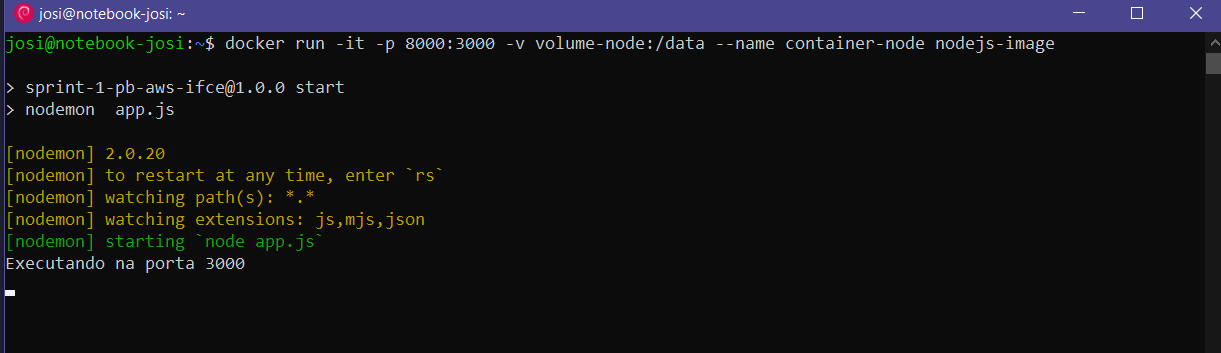 josi@notebook-josi: ~
josi@notebook-josi:~$ docker run -it -p 8000:3000 -v volume-node:/data --name container-node nodejs-image
> sprint-1-pb-aws-ifce@1.0.0 start
> nodemon  app.js
[nodemon] 2.0.20
[nodemon] to restart at any time, enter `rs`
[nodemon] watching path(s): *.*
[nodemon] watching extensions: js,mjs,json
[nodemon] starting `node app.js`
Executando na porta 3000